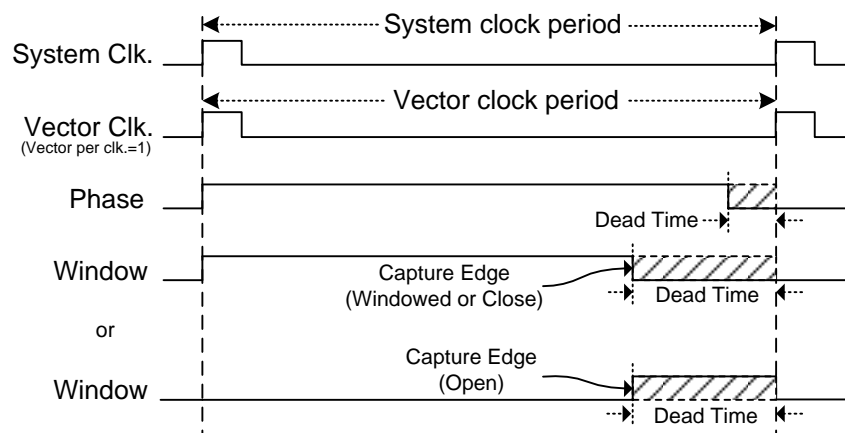 System clock period
System Clk.
Vector clock period
Vector Clk.
(Vector per clk.=1)
Phase
Dead Time
Window
Capture Edge
(Windowed or Close)
Dead Time
or
Capture Edge
(Open)
Window
Dead Time